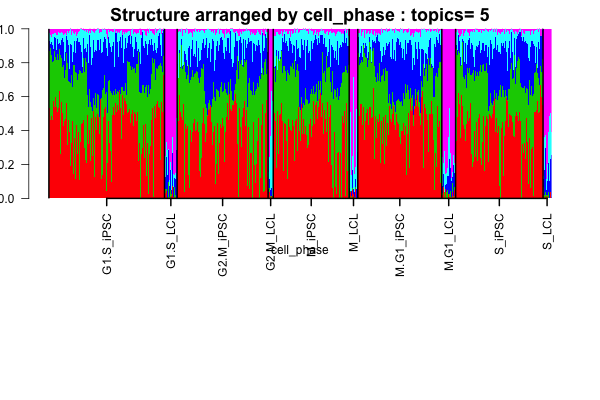 Structure arranged by cell_phase : topics= 5
1.0
0.8
0.6
0.4
0.2
0.0
G1.S_iPSC
G1.S_LCL
G2.M_iPSC
G2.M_LCL
M_iPSC
M_LCL
M.G1_iPSC
M.G1_LCL
S_iPSC
S_LCL
cell_phase